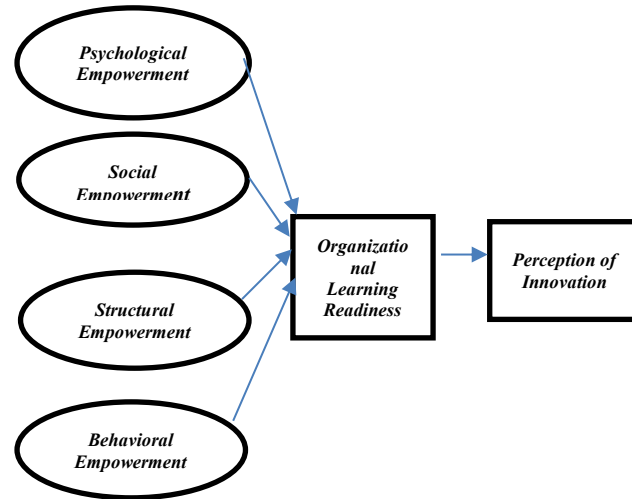 Psychological
Empowerment
Social
Empowerment
Structural
Empowerment
Behavioral
Empowerment
Organizatio
nal
Learning
Readiness
Perception of
Innovation